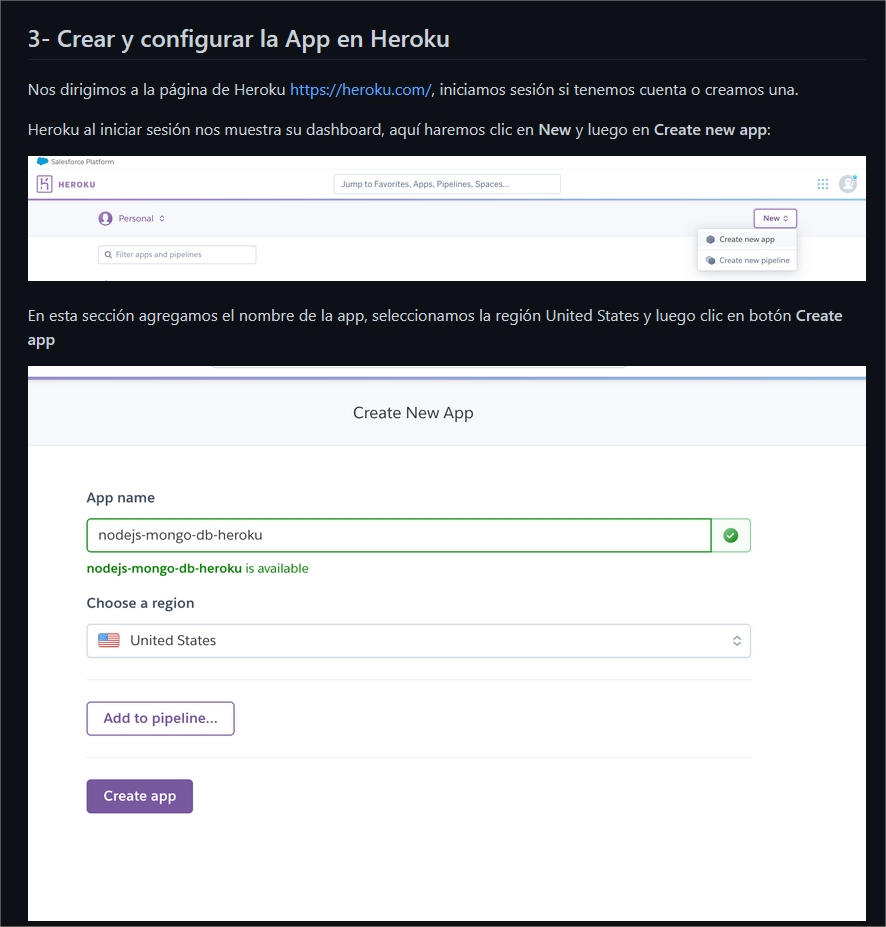 3- Crear y configurar la App en Heroku
Nos dirigimos a la página de Heroku https://heroku.com/, iniciamos sesión si tenemos cuenta o creamos una.
Heroku al iniciar sesión nos muestra su dashboard, aquí haremos clic en New y luego en Create new app:
Salesforce Platform
HEROKU
Jump to Favorites, Apps, Pipelines, Spaces...
Personal
New
Create new app
Filter apps and pipelines
Create new pipeline
En esta sección agregamos el nombre de la app, seleccionamos la región United States y luego clic en botón Create
app
Create New App
App name
nodejs-mongo-db-heroku
nodejs-mongo-db-heroku is available
Choose a region
United States
Add to pipeline...
Create app